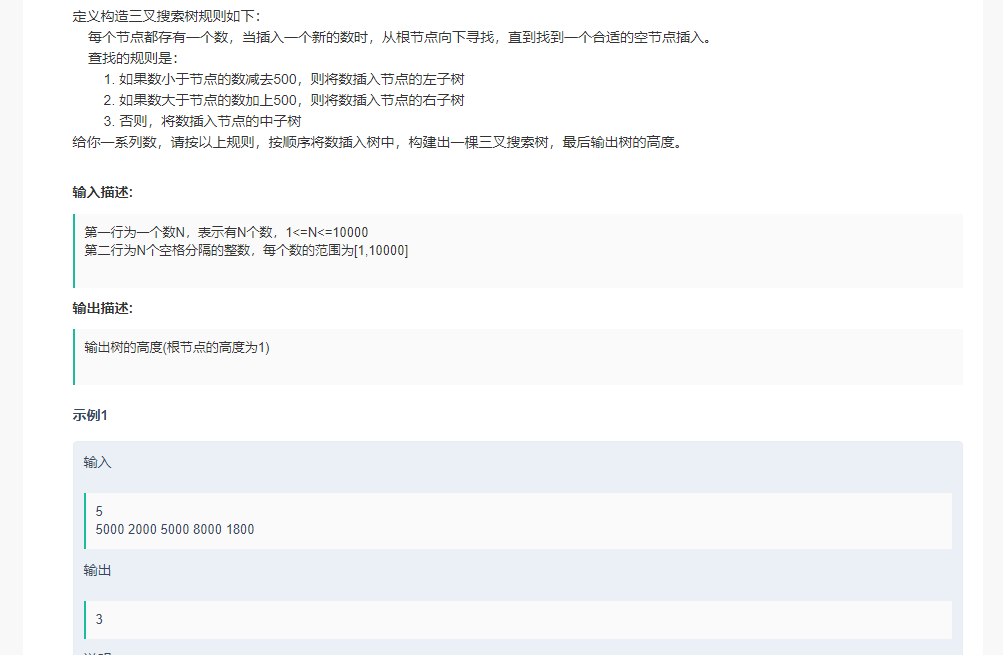 定义构造三叉搜索树规则如下：
每个节点都存有一个数，当插入一个新的数时，从根节点向下寻找，直到找到一个合适的空节点插入。
查找的规则是：
1. 如果数小于节点的数减去500，则将数插入节点的左子树
2. 如果数大于节点的数加上500，则将数插入节点的右子树
3. 否则，将数插入节点的中子树
给你一系列数，请按以上规则，按顺序将数插入树中，构建出一棵三叉搜索树，最后输出树的高度。
输入描述:
第一行为一个数N，表示有N个数，1<=N<=10000
第二行为N个空格分隔的整数，每个数的范围为[1,10000]
输出描述:
输出树的高度(根节点的高度为1)
示例1
输入
5
5000 2000 5000 8000 1800
输出
3